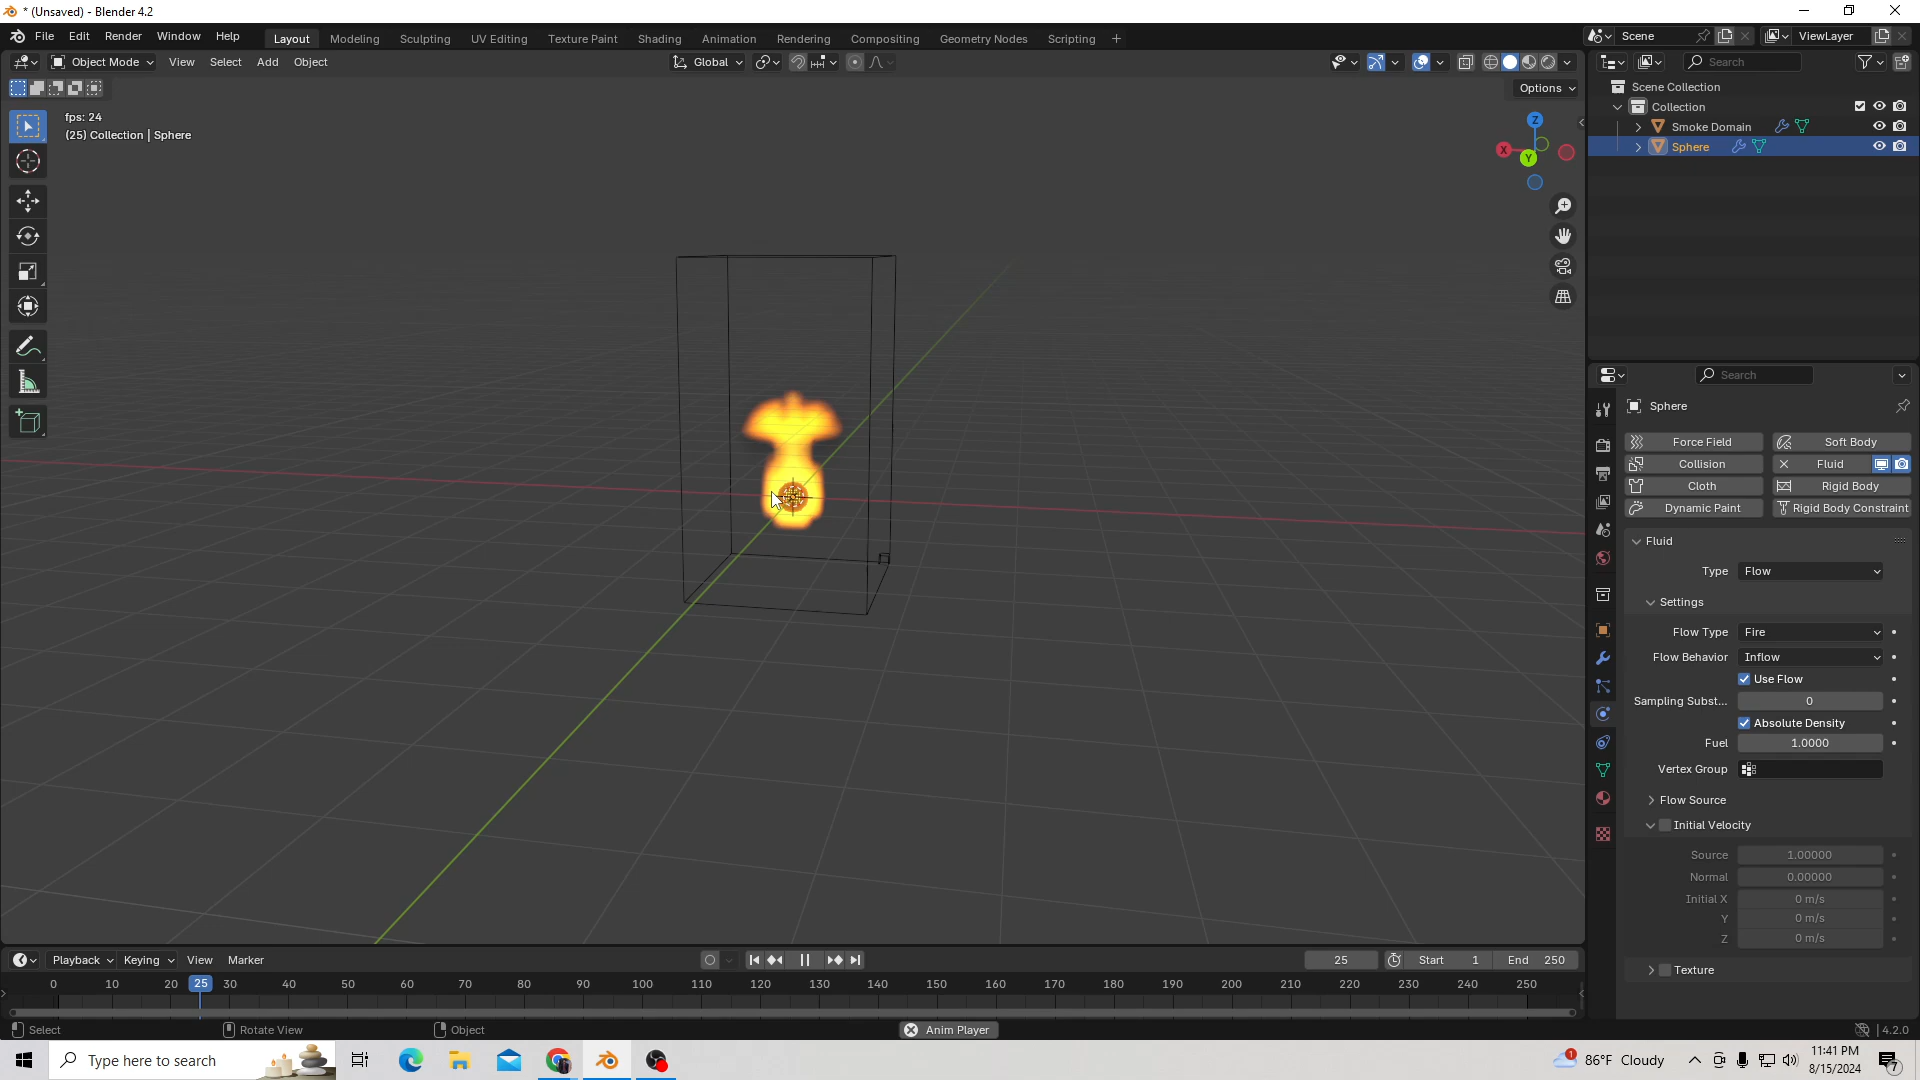 * (Unsaved) - Blender 4.2
File Edit Render Window Help
Layout Modeling Sculpting UV Editing Texture Paint Shading Animation Rendering Compositing Geometry Nodes Scripting +
Scene
ViewLayer
Object Mode View Select Add Object
Global
Search
Options
Scene Collection
Collection
Smoke Domain
Sphere
fps: 24
(25) Collection | Sphere
Z
X
Y
Search
Sphere
Force Field
Soft Body
Collision
Fluid
Cloth
Rigid Body
Dynamic Paint
Rigid Body Constraint
Fluid
Type Flow
Settings
Flow Type Fire
Flow Behavior Inflow
Use Flow
Sampling Subst... 0
Absolute Density
Fuel 1.0000
Vertex Group
Flow Source
Initial Velocity
Source 1.00000
Normal 0.00000
Initial X 0 m/s
Y 0 m/s
Z 0 m/s
Texture
Playback Keying View Marker
25 Start 1 End 250
0 10 20 25 30 40 50 60 70 80 90 100 110 120 130 140 150 160 170 180 190 200 210 220 230 240 250
Select Rotate View Object Anim Player 4.2.0
Type here to search
1 86°F Cloudy
11:41 PM
8/15/2024
7